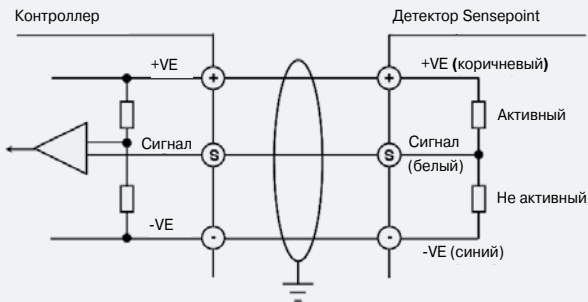 Контроллер
Детектор Sensepoint
+VE
+
+
+VE (коричневый)
Активный
Сигнал
S
S
Сигнал
(белый)
Не активный
-VE
-
-
-VE (синий)